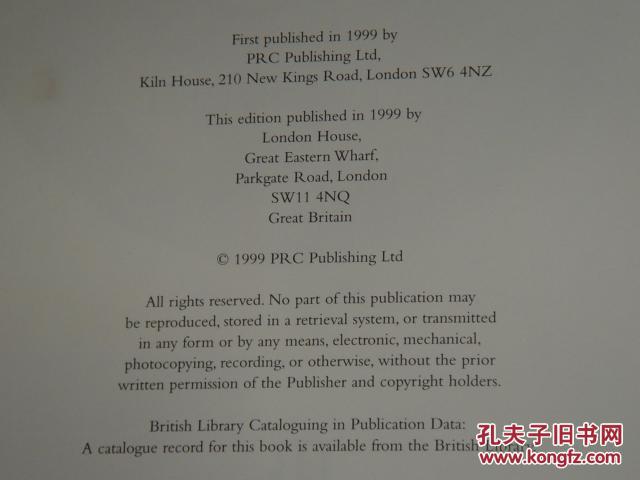 First published in 1999 by
PRC Publishing Ltd,
Kiln House, 210 New Kings Road, London SW6 4NZ
This edition published in 1999 by
London House,
Great Eastern Wharf,
Parkgate Road, London
SW11 4NQ
Great Britain
© 1999 PRC Publishing Ltd
All rights reserved. No part of this publication may
be reproduced, stored in a retrieval system, or transmitted
in any form or by any means, electronic, mechanical,
photocopying, recording, or otherwise, without the prior
written permission of the Publisher and copyright holders.
British Library Cataloguing in Publication Data:
A catalogue record for this book is available from the British Library
孔夫子旧书网
www.kongfz.com